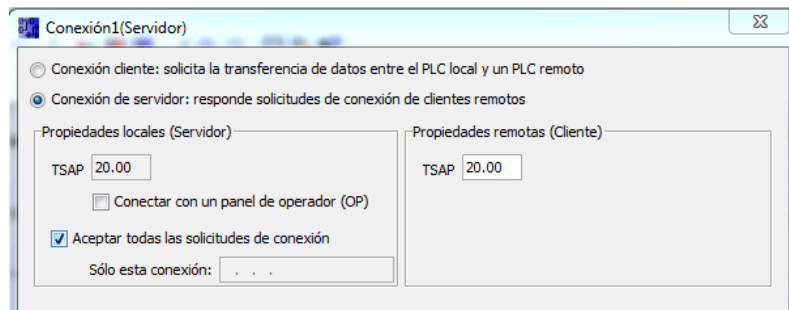 Conexión1(Servidor)
Conexión cliente: solicita la transferencia de datos entre el PLC local y un PLC remoto
Conexión de servidor: responde solicitudes de conexión de clientes remotos
Propiedades locales (Servidor)
TSAP 20.00
Conectar con un panel de operador (OP)
Aceptar todas las solicitudes de conexión
Sólo esta conexión: . . .
Propiedades remotas (Cliente)
TSAP 20.00